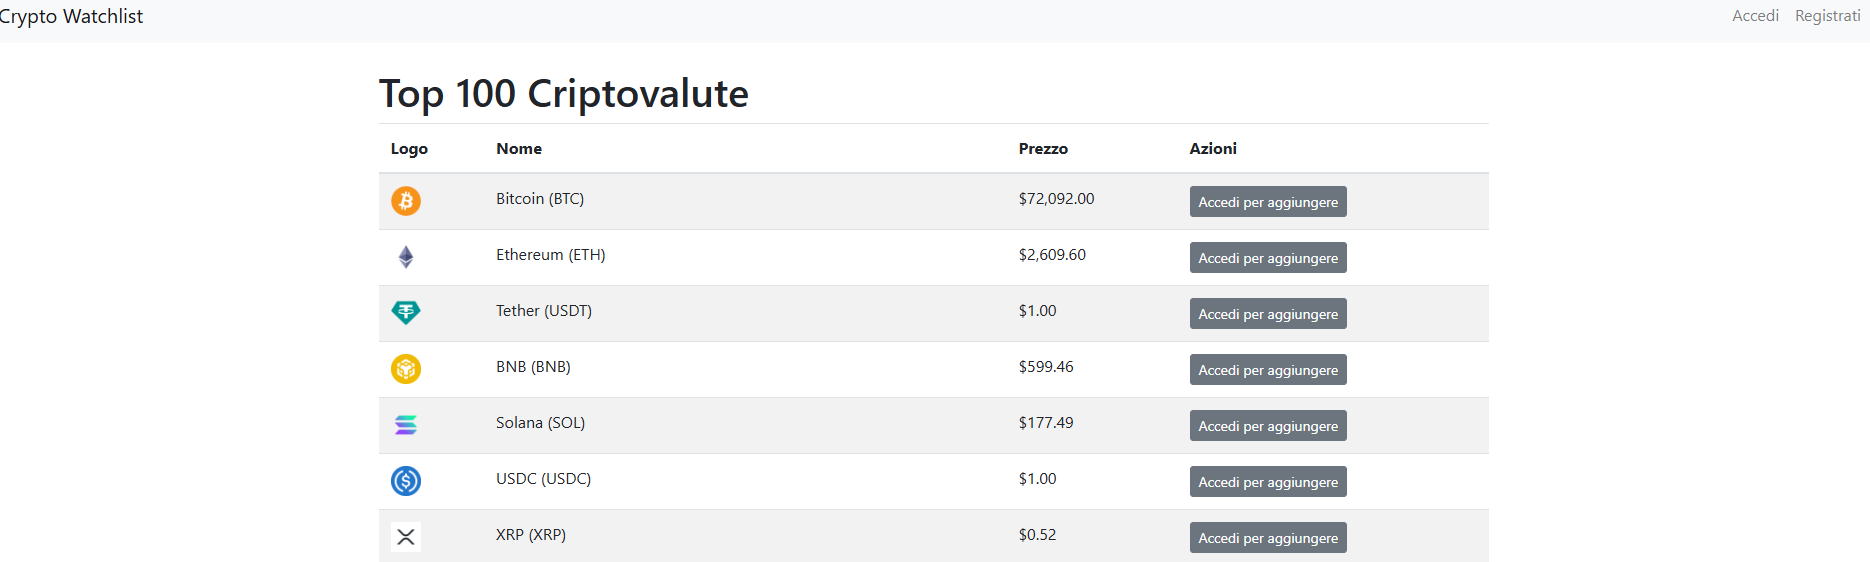 Crypto Watchlist Accedi Registrati
Top 100 Criptovalute
Logo Nome Prezzo Azioni
Bitcoin (BTC) $72,092.00 Accedi per aggiungere
Ethereum (ETH) $2,609.60 Accedi per aggiungere
Tether (USDT) $1.00 Accedi per aggiungere
BNB (BNB) $599.46 Accedi per aggiungere
Solana (SOL) $177.49 Accedi per aggiungere
USDC (USDC) $1.00 Accedi per aggiungere
XRP (XRP) $0.52 Accedi per aggiungere